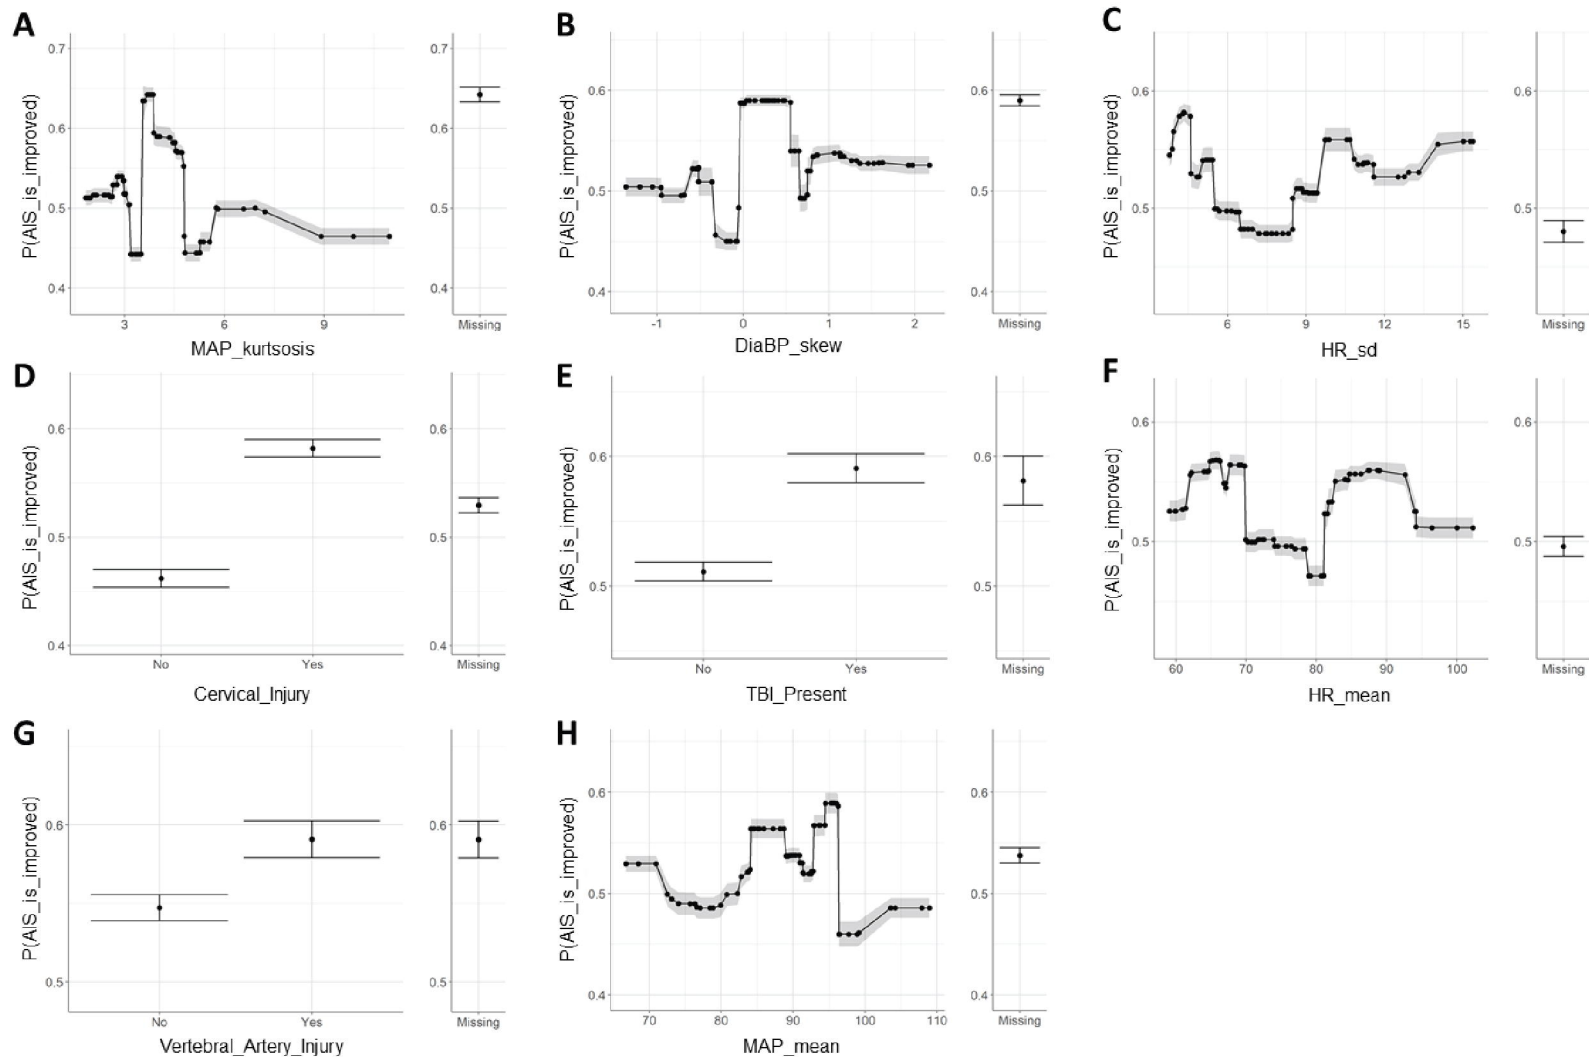 A
P(AIS_is_improved)
0.7
0.6
0.5
0.4
3
6
9
MAP_kurtsosis
0.7
0.6
0.5
0.4
Missing
B
P(AIS_is_improved)
0.6
0.5
0.4
-1
0
1
2
DiaBP_skew
0.6
0.5
0.4
Missing
C
P(AIS_is_improved)
0.6
0.5
6
9
12
15
HR_sd
0.6
0.5
Missing
D
P(AIS_is_improved)
0.6
0.5
0.4
No
Yes
Cervical_Injury
0.6
0.5
0.4
Missing
E
P(AIS_is_improved)
0.6
0.5
No
Yes
TBI_Present
0.6
0.5
Missing
F
P(AIS_is_improved)
0.6
0.5
60
70
80
90
100
HR_mean
0.6
0.5
Missing
G
P(AIS_is_improved)
0.6
0.5
No
Yes
Vertebral_Artery_Injury
0.6
0.5
Missing
H
P(AIS_is_improved)
0.6
0.5
0.4
70
80
90
100
110
MAP_mean
0.6
0.5
0.4
Missing